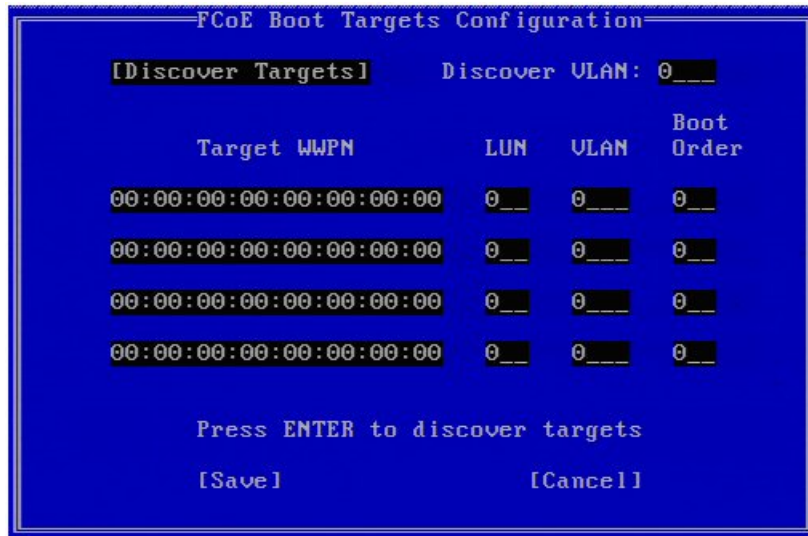 FCoE Boot Targets Configuration
[Discover Targets] Discover VLAN: 0___
Boot
Target WWPN LUN VLAN Order
00:00:00:00:00:00:00:00 0__ 0___ 0__
00:00:00:00:00:00:00:00 0__ 0___ 0__
00:00:00:00:00:00:00:00 0__ 0___ 0__
00:00:00:00:00:00:00:00 0__ 0___ 0__
Press ENTER to discover targets
[Save] [Cancel]